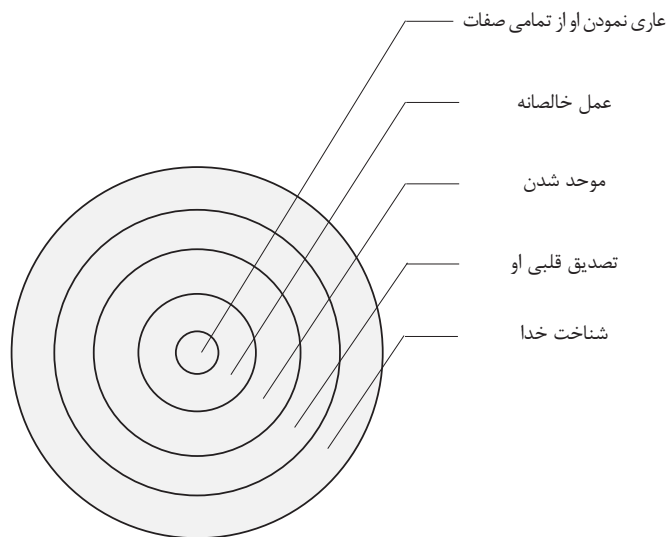 عاری نمودن او از تمامی صفات
عمل خالصانه
موحد شدن
تصدیق قلبی او
شناخت خدا